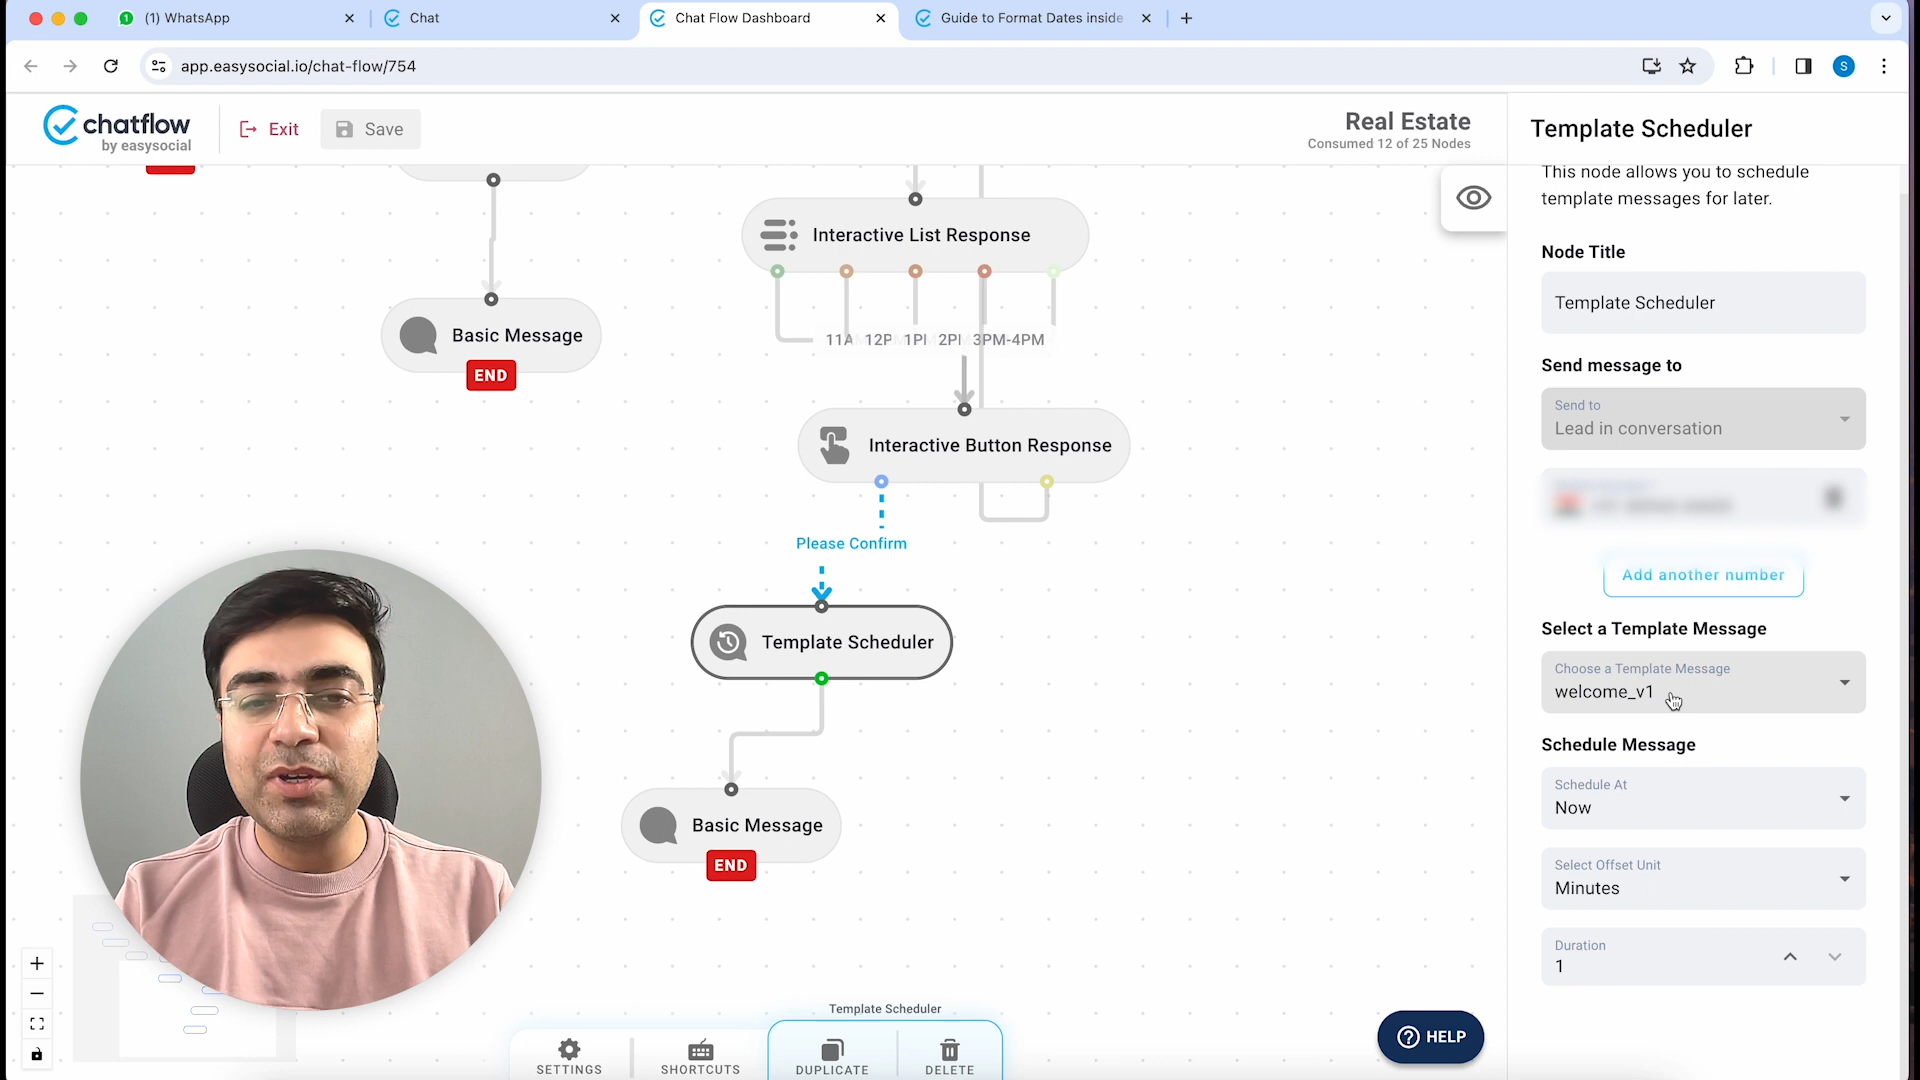 (1) WhatsApp
Chat
Chat Flow Dashboard
Guide to Format Dates inside
app.easysocial.io/chat-flow/754
S
chatflow
by easysocial
Exit
Save
Real Estate
Consumed 12 of 25 Nodes
Template Scheduler
This node allows you to schedule
template messages for later.
Node Title
Template Scheduler
Send message to
Send to
Lead in conversation
Add another number
Select a Template Message
Choose a Template Message
welcome_v1
Schedule Message
Schedule At
Now
Select Offset Unit
Minutes
Duration
1
Interactive List Response
11A 12P 1PI 2PI 3PM-4PM
Basic Message
END
Interactive Button Response
Please Confirm
Template Scheduler
Basic Message
END
Template Scheduler
SETTINGS
SHORTCUTS
DUPLICATE
DELETE
HELP